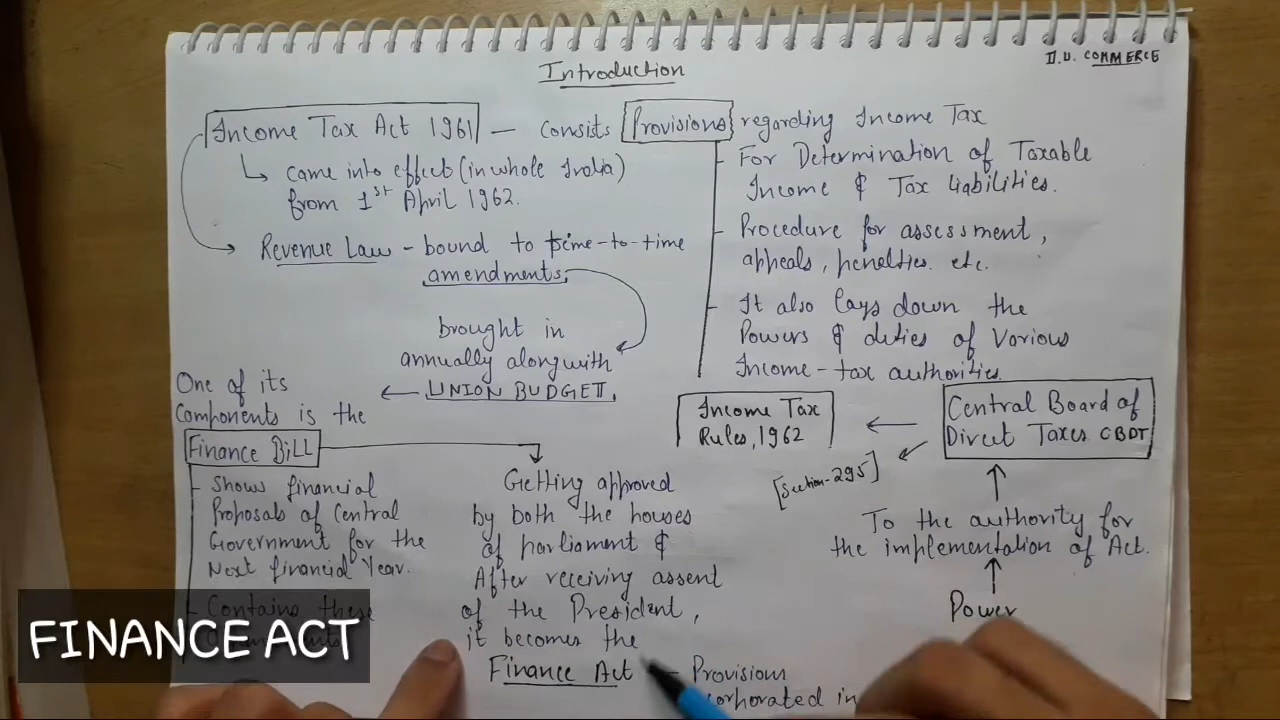 D.U. COMMERCE
Introduction
Income Tax Act 1961 — consists Provisions regarding Income Tax
came into effect (in whole India)
from 1st April 1962.
Revenue Law - bound to time-to-time
amendments
brought in
annually alongwith
UNION BUDGET
For Determination of Taxable
Income & Tax liabilities.
Procedure for assessment,
appeals, penalties. etc.
It also lays down the
Powers & duties of Various
Income-tax authorities.
One of its
Components is the
Finance Bill
- Shows financial
Proposals of Central
Government for the
Next financial Year.
- Contains these
Getting approved
by both the houses
of parliament &
After receiving assent
of the President,
it becomes the
Finance Act - Provisions
in
Income Tax
Rules, 1962
Central Board of
Direct Taxes CBDT
[Section-295]
To the authority for
the implementation of Act.
Power
FINANCE ACT